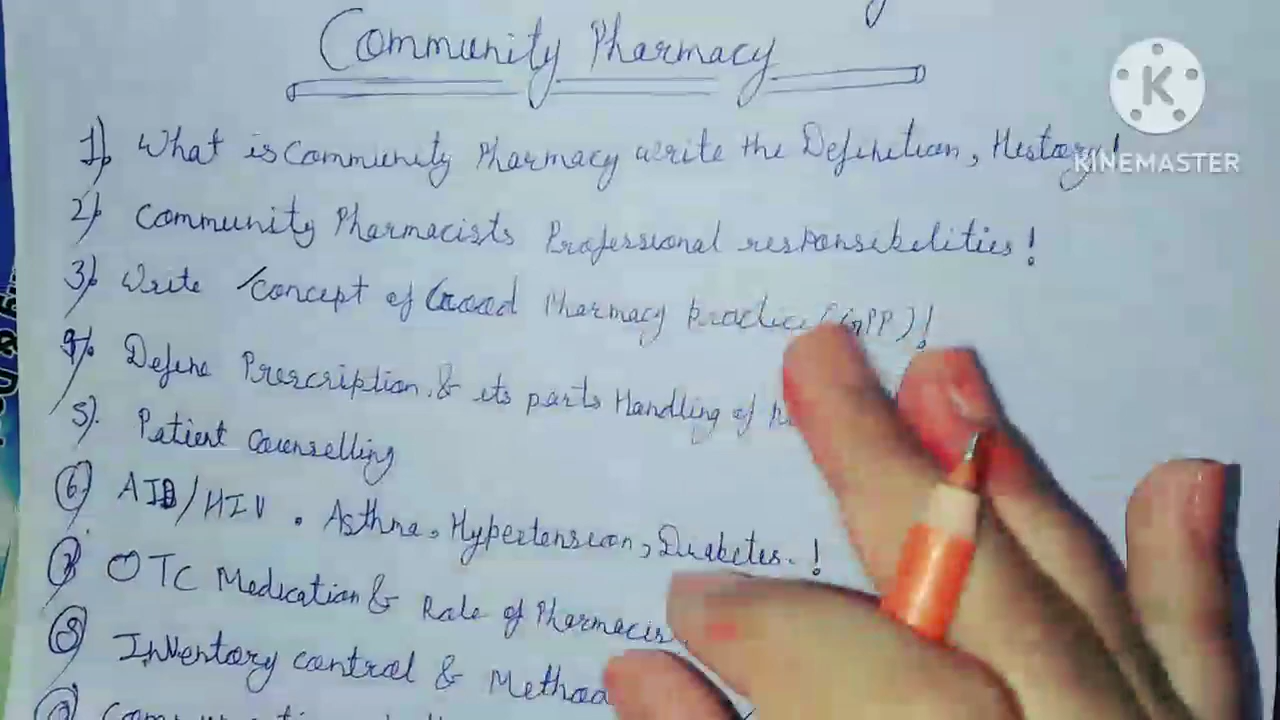 Community Pharmacy
1) What is Community Pharmacy write the Definition, History!
KINEMASTER
2) Community Pharmacists Professional responsibilities!
3) Write concept of Good Pharmacy Practice (GPP)!
4) Define Prescription & its parts Handling of
5). Patient Counselling
6) AID/HIV . Asthma, Hypertension, Diabetes. !
7) OTC Medication & Role of Pharmacist
8) Inventory control & Method
9)